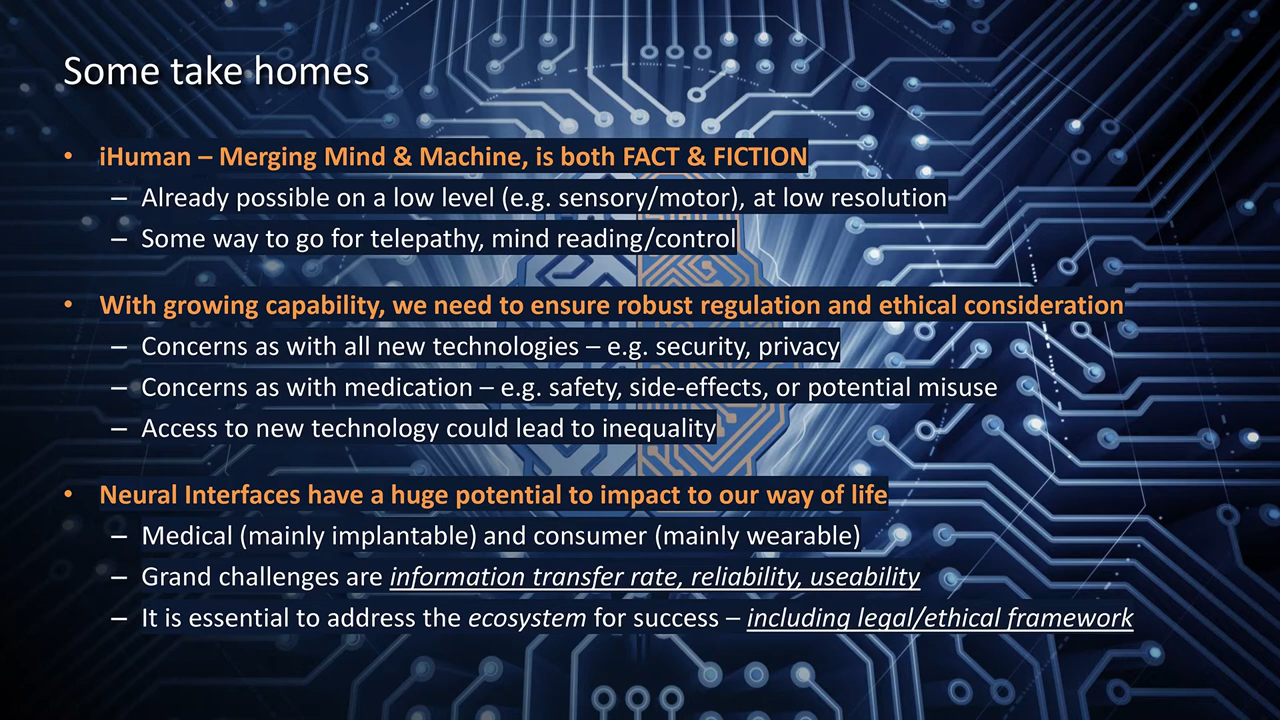 Some take homes
• iHuman – Merging Mind & Machine, is both FACT & FICTION
– Already possible on a low level (e.g. sensory/motor), at low resolution
– Some way to go for telepathy, mind reading/control
• With growing capability, we need to ensure robust regulation and ethical consideration
– Concerns as with all new technologies – e.g. security, privacy
– Concerns as with medication – e.g. safety, side-effects, or potential misuse
– Access to new technology could lead to inequality
• Neural Interfaces have a huge potential to impact to our way of life
– Medical (mainly implantable) and consumer (mainly wearable)
– Grand challenges are information transfer rate, reliability, useability
– It is essential to address the ecosystem for success – including legal/ethical framework